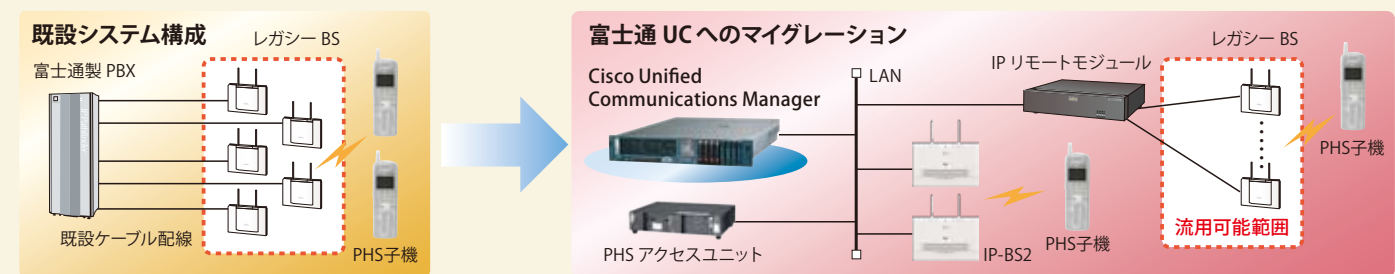 既設システム構成
レガシー BS
富士通製 PBX
既設ケーブル配線
PHS子機
富士通 UC へのマイグレーション
Cisco Unified
Communications Manager
LAN
IP リモートモジュール
レガシー BS
PHS子機
流用可能範囲
PHS アクセスユニット
IP-BS2
PHS子機